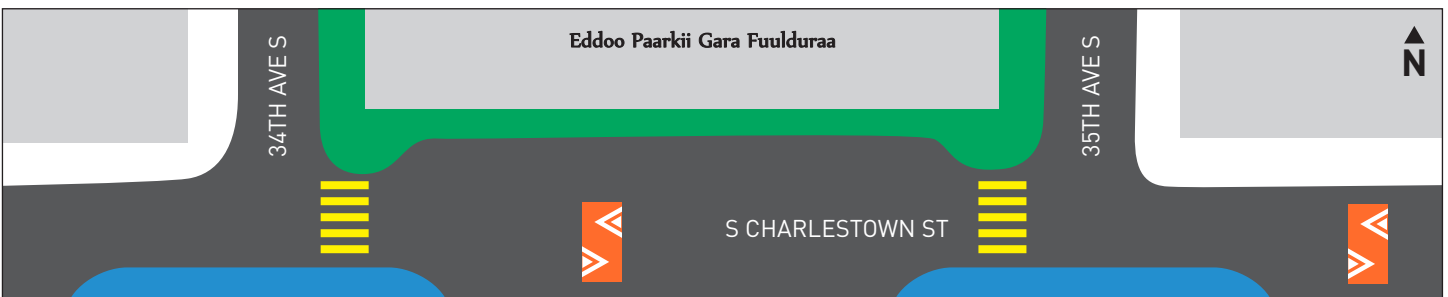 Eddoo Paarkii Gara Fuulduraa
34TH AVE S
35TH AVE S
N
S CHARLESTOWN ST